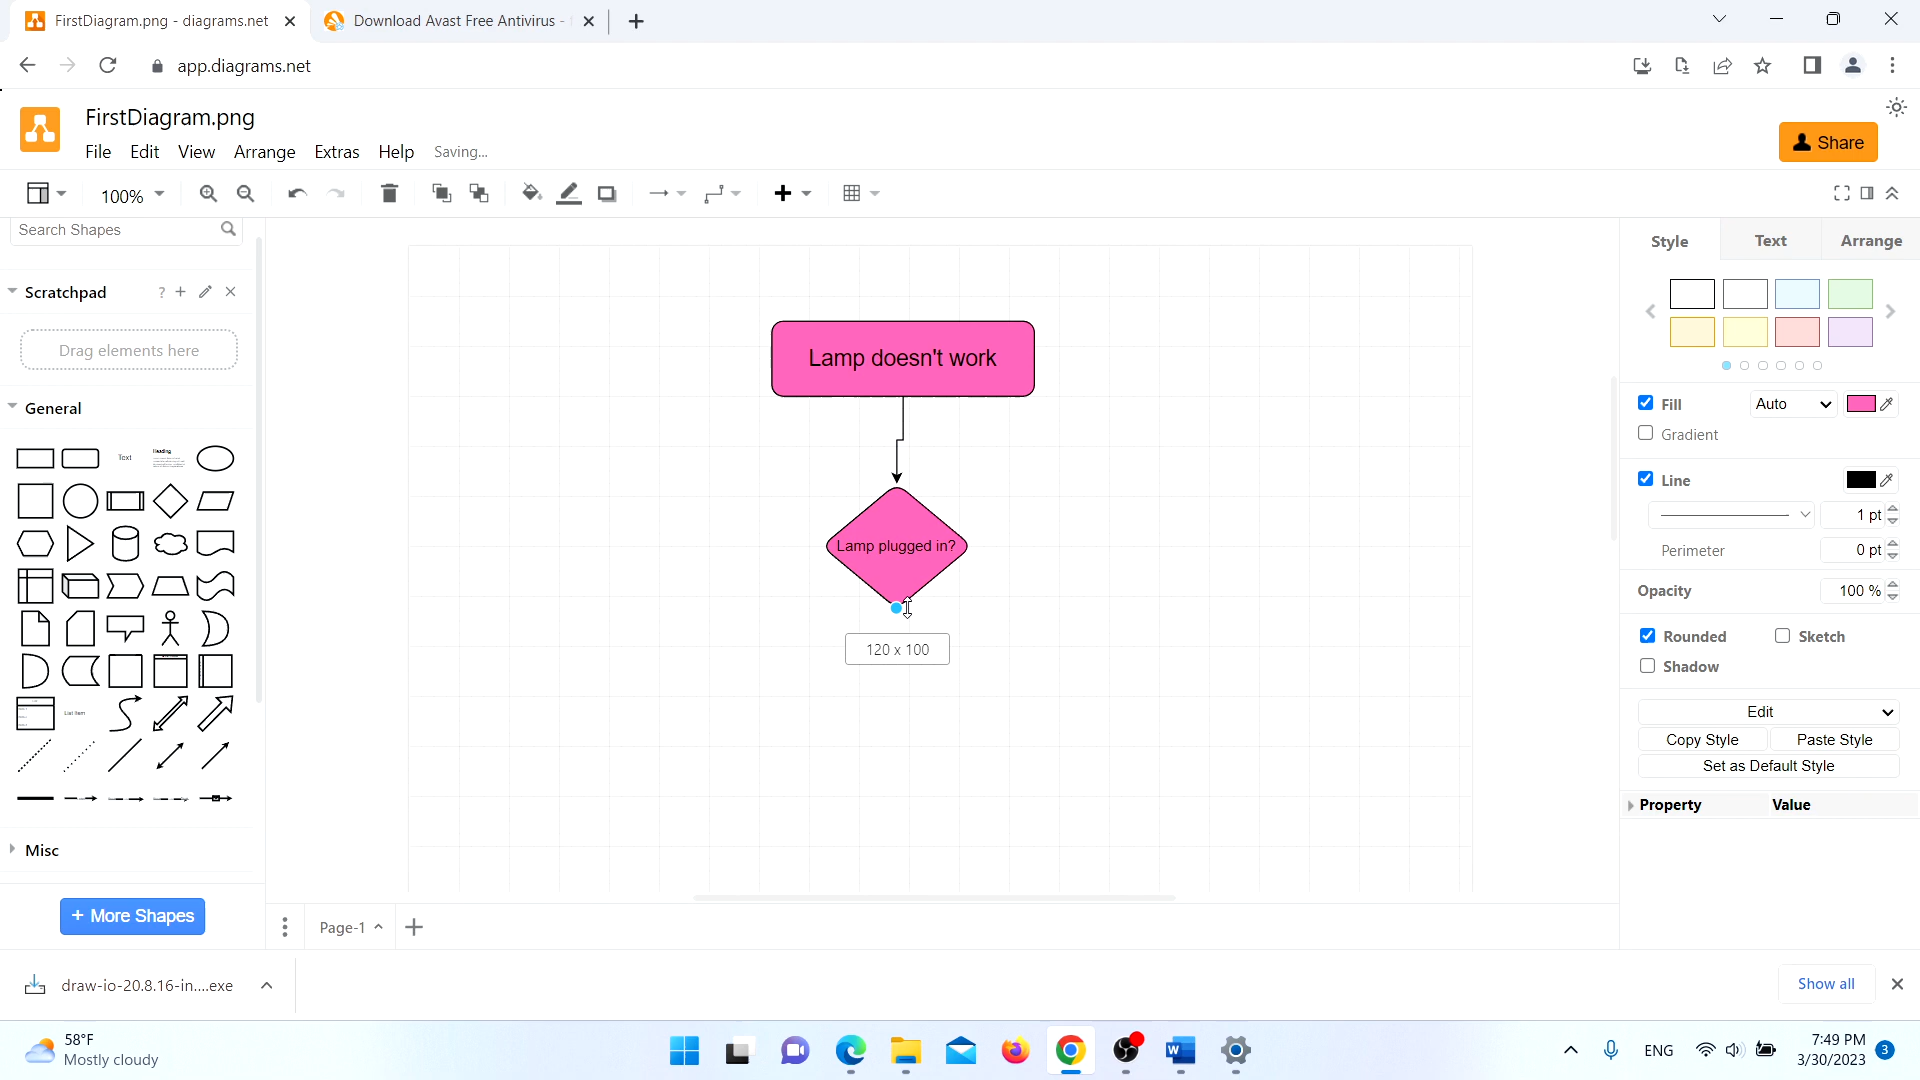 FirstDiagram.png - diagrams.net
Download Avast Free Antivirus -
app.diagrams.net
FirstDiagram.png
File Edit View Arrange Extras Help Saving...
Share
100%
Search Shapes
Scratchpad ?
Drag elements here
General
Text
Heading
List Item
Misc
+ More Shapes
Lamp doesn't work
Lamp plugged in?
120 x 100
Page-1
Style Text Arrange
Fill Auto
Gradient
Line
1 pt
Perimeter 0 pt
Opacity 100 %
Rounded Sketch
Shadow
Edit
Copy Style Paste Style
Set as Default Style
Property Value
draw-io-20.8.16-in....exe
Show all
58°F
Mostly cloudy
ENG
7:49 PM
3/30/2023
3